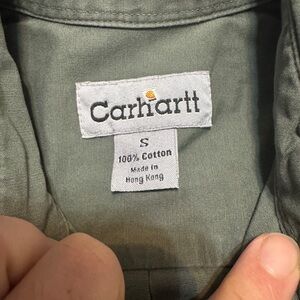 Carhartt
S
100% Cotton
Made in
Hong Kong